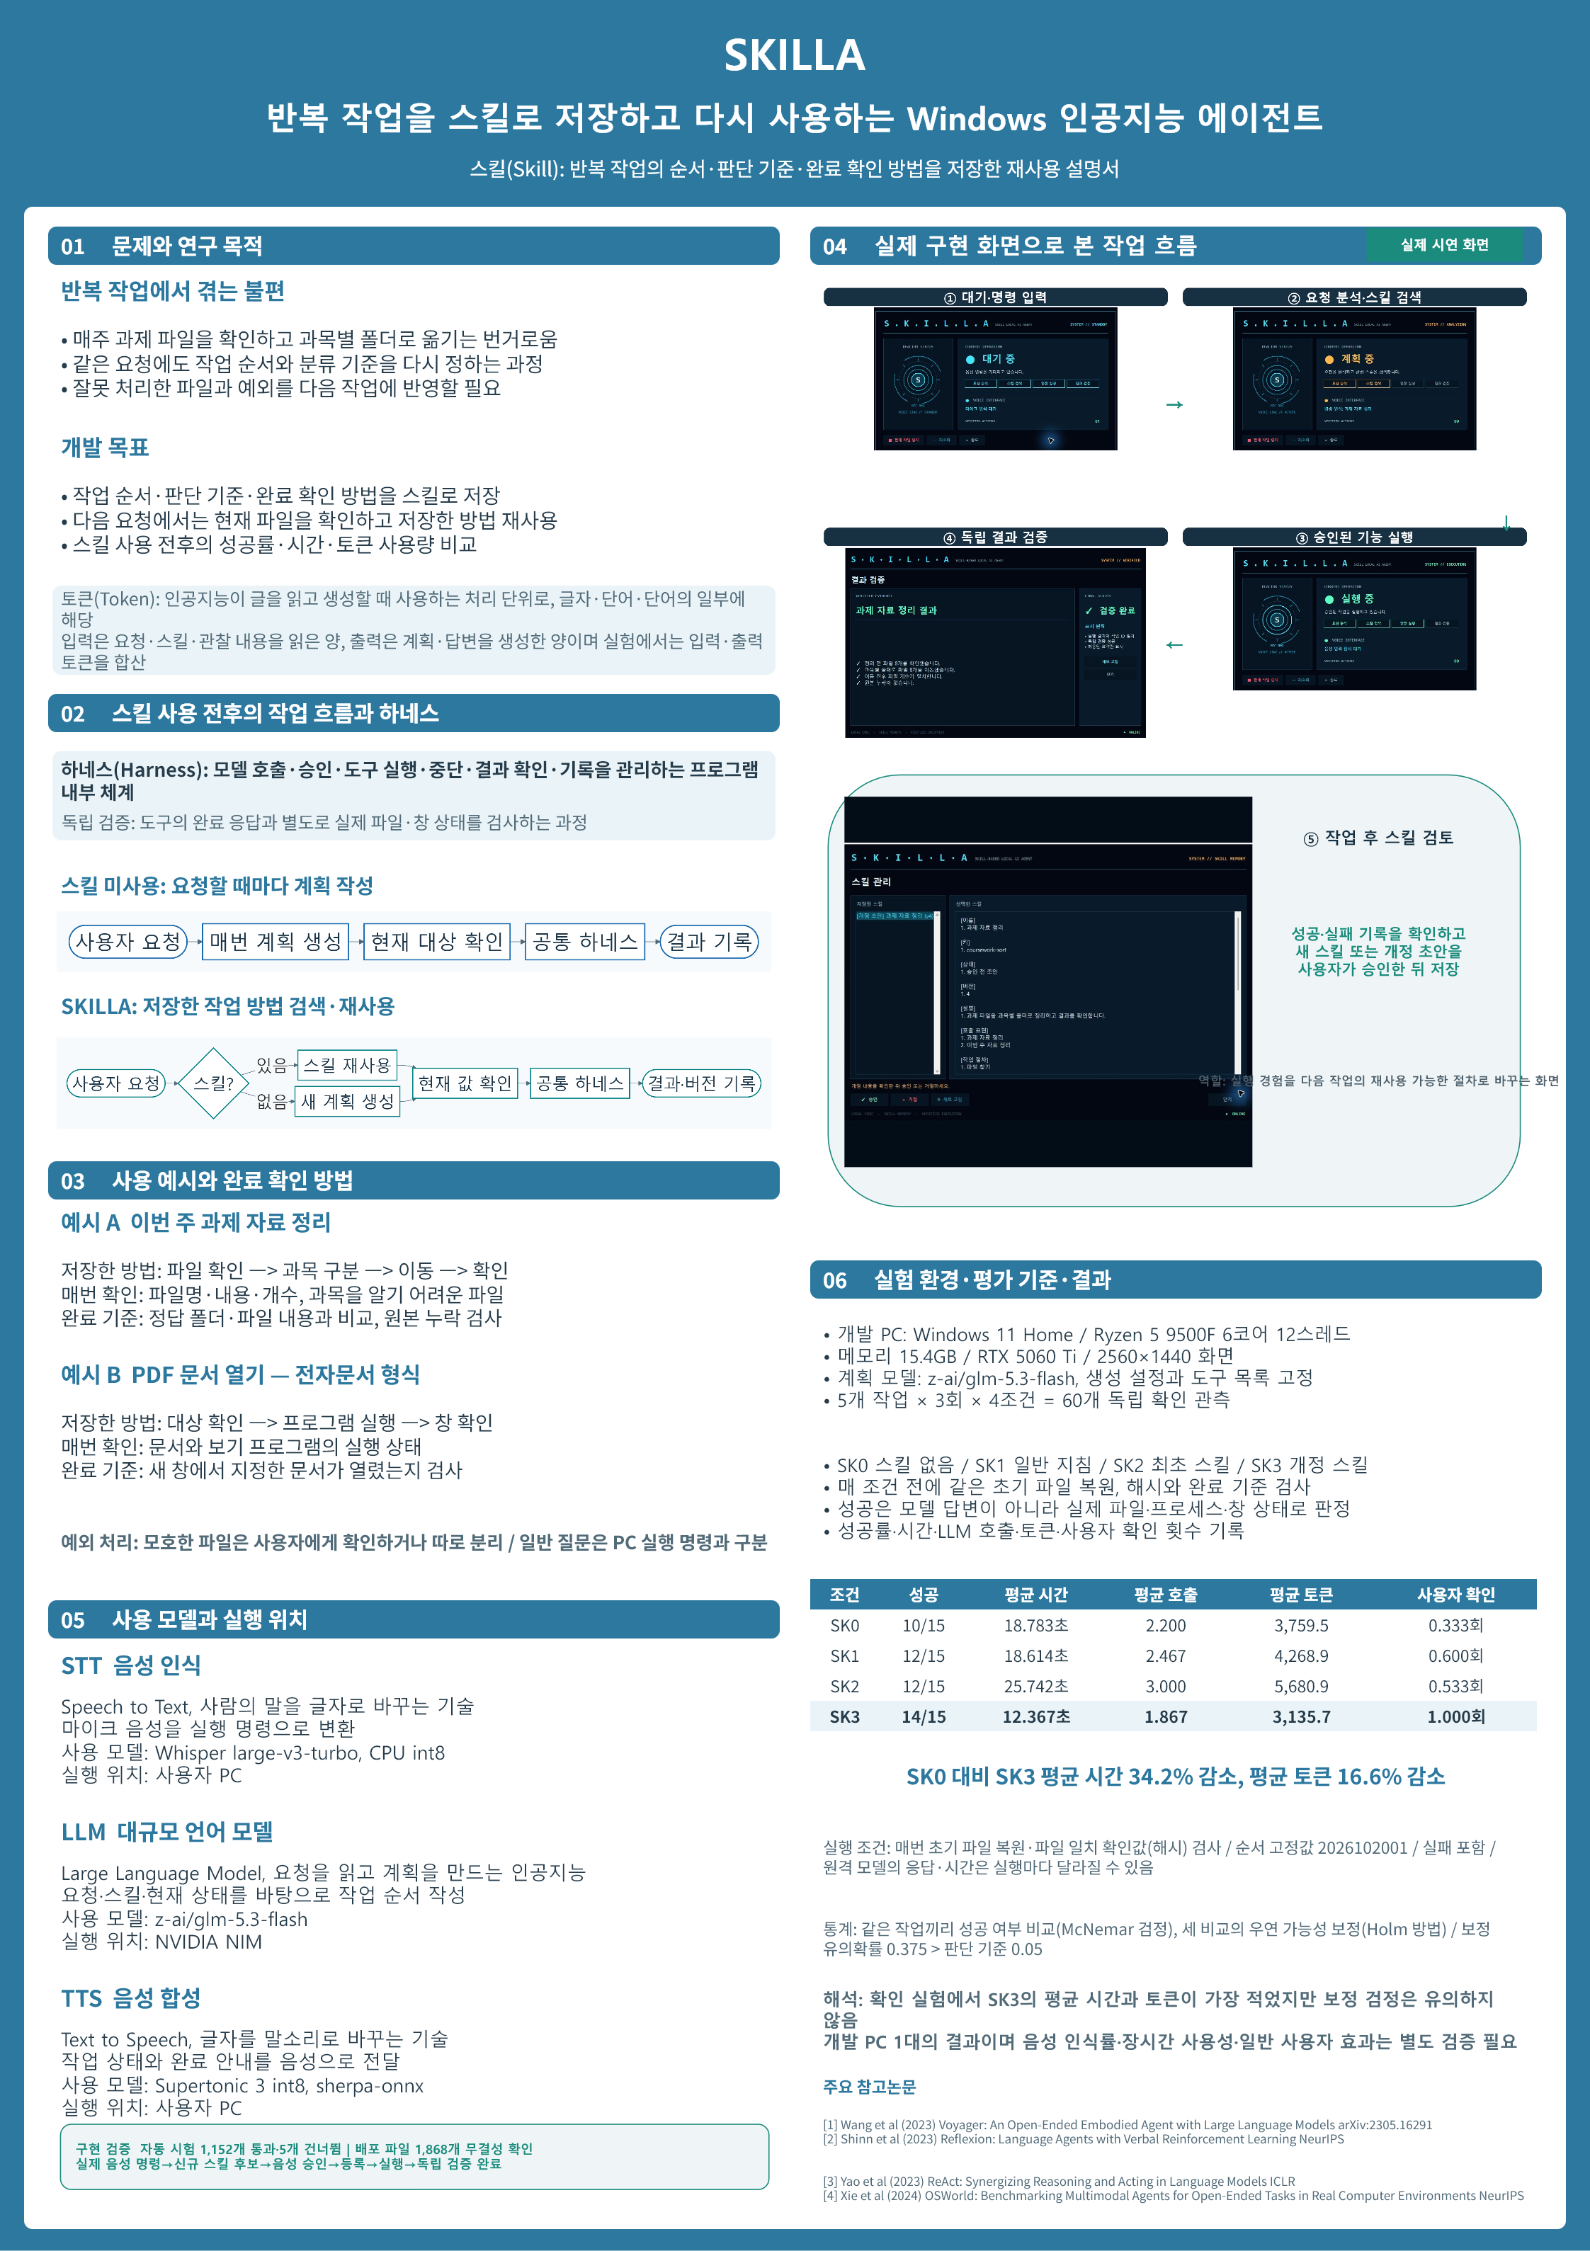 SKILLA
반복 작업을 스킬로 저장하고 다시 사용하는 Windows 인공지능 에이전트
스킬(Skill): 반복 작업의 순서·판단 기준·완료 확인 방법을 저장한 재사용 설명서
01 문제와 연구 목적
반복 작업에서 겪는 불편
• 매주 과제 파일을 확인하고 과목별 폴더로 옮기는 번거로움
• 같은 요청에도 작업 순서와 분류 기준을 다시 정하는 과정
• 잘못 처리한 파일과 예외를 다음 작업에 반영할 필요
개발 목표
• 작업 순서·판단 기준·완료 확인 방법을 스킬로 저장
• 다음 요청에서는 현재 파일을 확인하고 저장한 방법 재사용
• 스킬 사용 전후의 성공률·시간·토큰 사용량 비교
토큰(Token): 인공지능이 글을 읽고 생성할 때 사용하는 처리 단위로, 글자·단어·단어의 일부에
해당
입력은 요청·스킬·관찰 내용을 읽은 양, 출력은 계획·답변을 생성한 양이며 실험에서는 입력·출력
토큰을 합산
02 스킬 사용 전후의 작업 흐름과 하네스
하네스(Harness): 모델 호출·승인·도구 실행·중단·결과 확인·기록을 관리하는 프로그램
내부 체계
독립 검증: 도구의 완료 응답과 별도로 실제 파일·창 상태를 검사하는 과정
스킬 미사용: 요청할 때마다 계획 작성
사용자 요청 매번 계획 생성 현재 대상 확인 공통 하네스 결과 기록
SKILLA: 저장한 작업 방법 검색·재사용
사용자 요청 스킬? 있음 스킬 재사용 없음 새 계획 생성 현재 값 확인 공통 하네스 결과·버전 기록
03 사용 예시와 완료 확인 방법
예시 A 이번 주 과제 자료 정리
저장한 방법: 파일 확인 —> 과목 구분 —> 이동 —> 확인
매번 확인: 파일명·내용·개수, 과목을 알기 어려운 파일
완료 기준: 정답 폴더·파일 내용과 비교, 원본 누락 검사
예시 B PDF 문서 열기 — 전자문서 형식
저장한 방법: 대상 확인 —> 프로그램 실행 —> 창 확인
매번 확인: 문서와 보기 프로그램의 실행 상태
완료 기준: 새 창에서 지정한 문서가 열렸는지 검사
예외 처리: 모호한 파일은 사용자에게 확인하거나 따로 분리 / 일반 질문은 PC 실행 명령과 구분
05 사용 모델과 실행 위치
STT 음성 인식
Speech to Text, 사람의 말을 글자로 바꾸는 기술
마이크 음성을 실행 명령으로 변환
사용 모델: Whisper large-v3-turbo, CPU int8
실행 위치: 사용자 PC
LLM 대규모 언어 모델
Large Language Model, 요청을 읽고 계획을 만드는 인공지능
요청·스킬·현재 상태를 바탕으로 작업 순서 작성
사용 모델: z-ai/glm-5.3-flash
실행 위치: NVIDIA NIM
TTS 음성 합성
Text to Speech, 글자를 말소리로 바꾸는 기술
작업 상태와 완료 안내를 음성으로 전달
사용 모델: Supertonic 3 int8, sherpa-onnx
실행 위치: 사용자 PC
구현 검증 자동 시험 1,152개 통과·5개 건너뜀 | 배포 파일 1,868개 무결성 확인
실제 음성 명령→신규 스킬 후보→음성 승인→등록→실행→독립 검증 완료
04 실제 구현 화면으로 본 작업 흐름 실제 시연 화면
① 대기·명령 입력
S.K.I.L.L.A
대기 중
→
② 요청 분석·스킬 검색
S.K.I.L.L.A
계획 중
↓
③ 승인된 기능 실행
S.K.I.L.L.A
실행 중
←
④ 독립 결과 검증
S·K·I·L·L·A
결과 검증
과제 자료 정리 결과
✓ 검증 완료
S·K·I·L·L·A
스킬 관리
⑤ 작업 후 스킬 검토
성공·실패 기록을 확인하고
새 스킬 또는 개정 초안을
사용자가 승인한 뒤 저장
역할: 실행 경험을 다음 작업의 재사용 가능한 절차로 바꾸는 화면
06 실험 환경·평가 기준·결과
• 개발 PC: Windows 11 Home / Ryzen 5 9500F 6코어 12스레드
• 메모리 15.4GB / RTX 5060 Ti / 2560×1440 화면
• 계획 모델: z-ai/glm-5.3-flash, 생성 설정과 도구 목록 고정
• 5개 작업 × 3회 × 4조건 = 60개 독립 확인 관측
• SK0 스킬 없음 / SK1 일반 지침 / SK2 최초 스킬 / SK3 개정 스킬
• 매 조건 전에 같은 초기 파일 복원, 해시와 완료 기준 검사
• 성공은 모델 답변이 아니라 실제 파일·프로세스·창 상태로 판정
• 성공률·시간·LLM 호출·토큰·사용자 확인 횟수 기록
조건 성공 평균 시간 평균 호출 평균 토큰 사용자 확인
SK0 10/15 18.783초 2.200 3,759.5 0.333회
SK1 12/15 18.614초 2.467 4,268.9 0.600회
SK2 12/15 25.742초 3.000 5,680.9 0.533회
SK3 14/15 12.367초 1.867 3,135.7 1.000회
SK0 대비 SK3 평균 시간 34.2% 감소, 평균 토큰 16.6% 감소
실행 조건: 매번 초기 파일 복원·파일 일치 확인값(해시) 검사 / 순서 고정값 2026102001 / 실패 포함 /
원격 모델의 응답·시간은 실행마다 달라질 수 있음
통계: 같은 작업끼리 성공 여부 비교(McNemar 검정), 세 비교의 우연 가능성 보정(Holm 방법) / 보정
유의확률 0.375 > 판단 기준 0.05
해석: 확인 실험에서 SK3의 평균 시간과 토큰이 가장 적었지만 보정 검정은 유의하지
않음
개발 PC 1대의 결과이며 음성 인식률·장시간 사용성·일반 사용자 효과는 별도 검증 필요
주요 참고논문
[1] Wang et al (2023) Voyager: An Open-Ended Embodied Agent with Large Language Models arXiv:2305.16291
[2] Shinn et al (2023) Reflexion: Language Agents with Verbal Reinforcement Learning NeurIPS
[3] Yao et al (2023) ReAct: Synergizing Reasoning and Acting in Language Models ICLR
[4] Xie et al (2024) OSWorld: Benchmarking Multimodal Agents for Open-Ended Tasks in Real Computer Environments NeurIPS